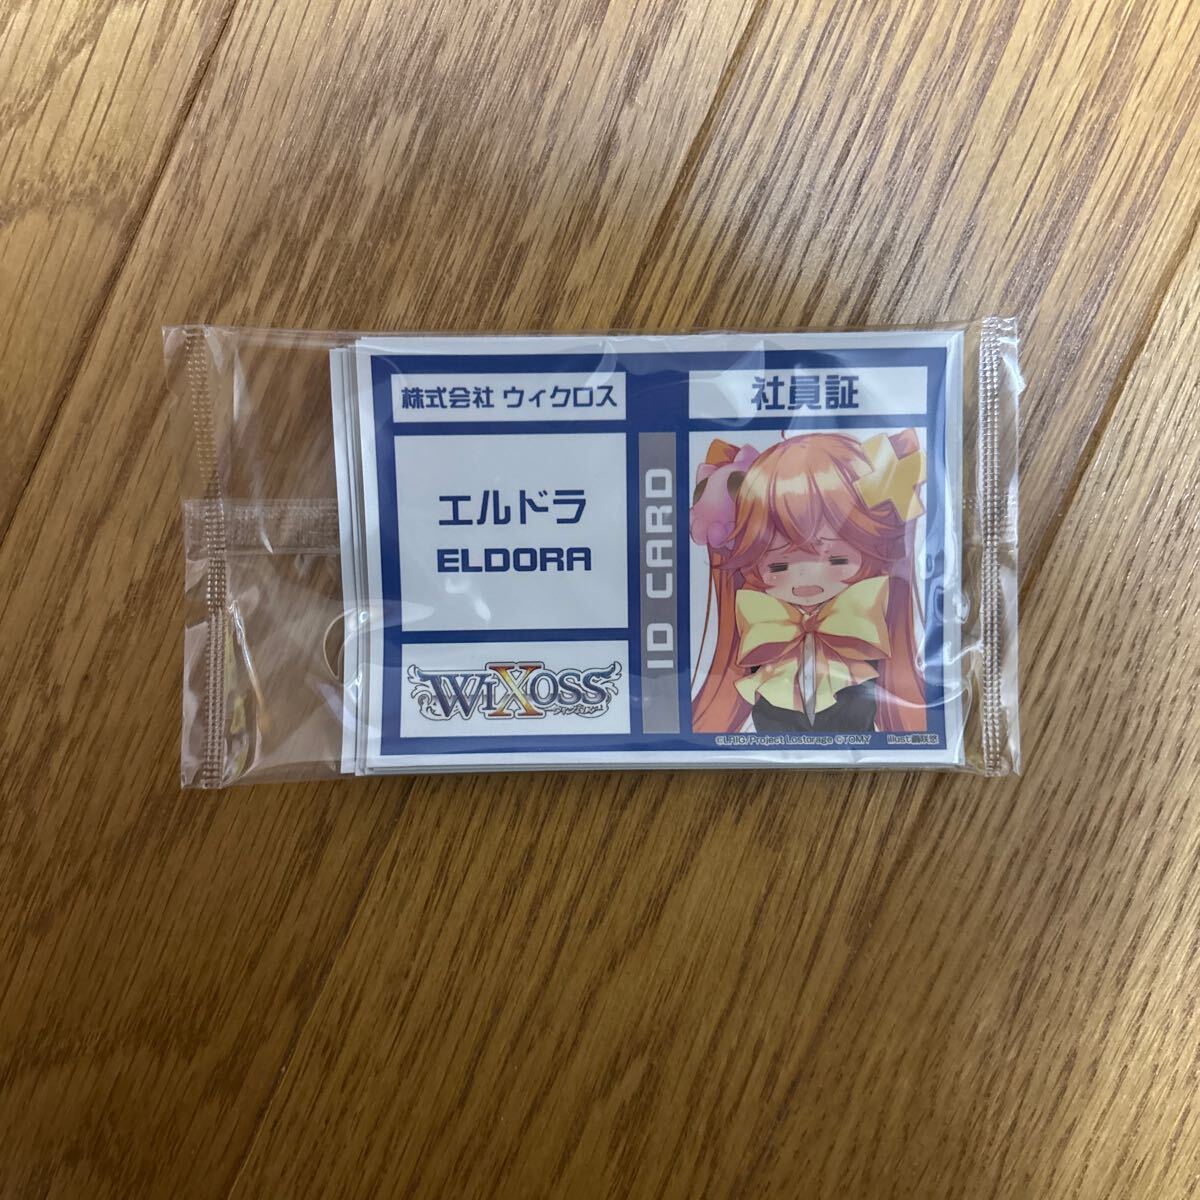 株式会社 ウィクロス
社員証
エルドラ
ELDORA
ID CARD
WIXOSS
©LRIG/Project Lostorage ©TOMY